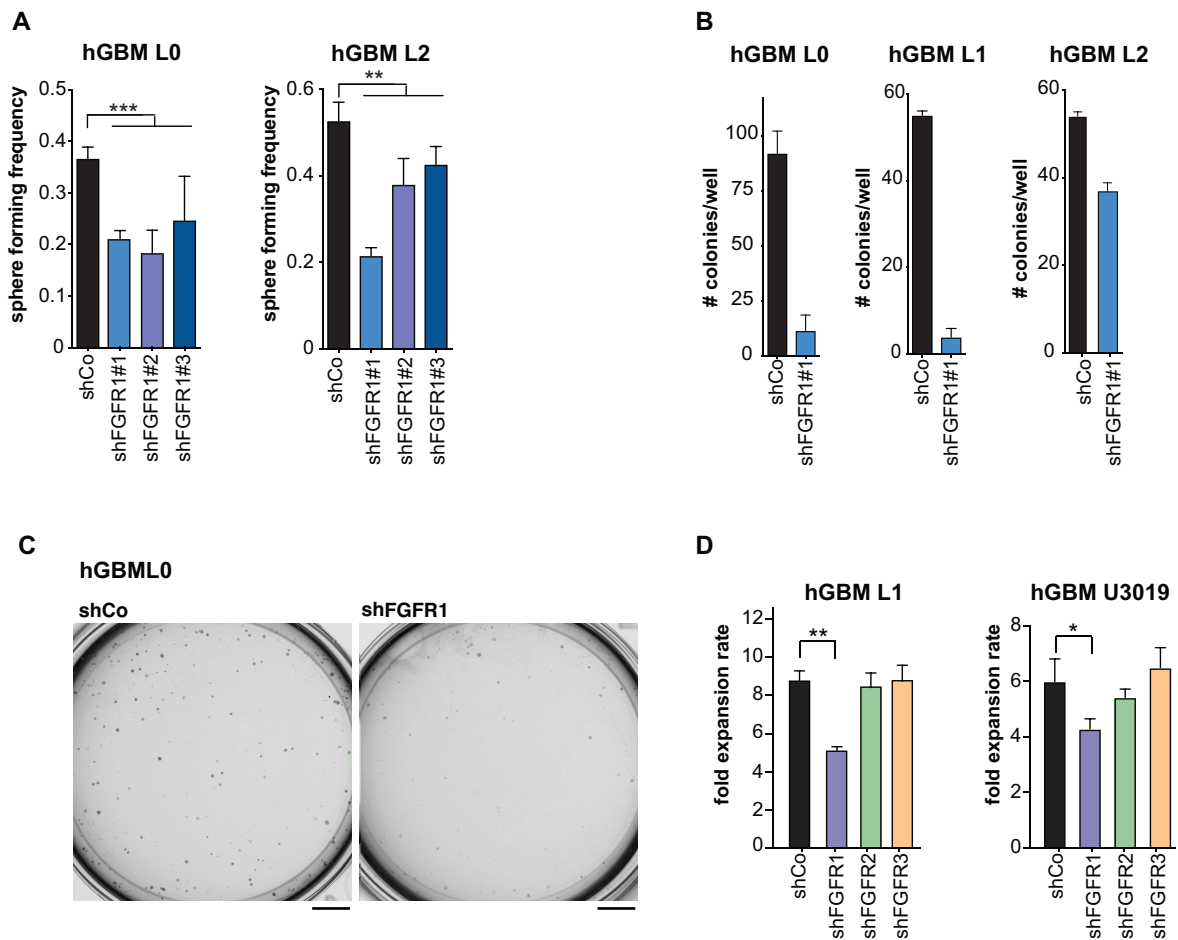 A
hGBM L0
sphere forming frequency
0.5
0.4
0.3
0.2
0.1
0
***
shCo
shFGFR1#1
shFGFR1#2
shFGFR1#3
hGBM L2
sphere forming frequency
0.6
0.4
0.2
0
**
shCo
shFGFR1#1
shFGFR1#2
shFGFR1#3
B
hGBM L0
# colonies/well
100
75
50
25
0
shCo
shFGFR1#1
hGBM L1
# colonies/well
60
40
20
0
shCo
shFGFR1#1
hGBM L2
# colonies/well
60
40
20
0
shCo
shFGFR1#1
C
hGBML0
shCo
shFGFR1
D
hGBM L1
fold expansion rate
12
10
8
6
4
2
0
**
shCo
shFGFR1
shFGFR2
shFGFR3
hGBM U3019
fold expansion rate
8
6
4
2
0
*
shCo
shFGFR1
shFGFR2
shFGFR3